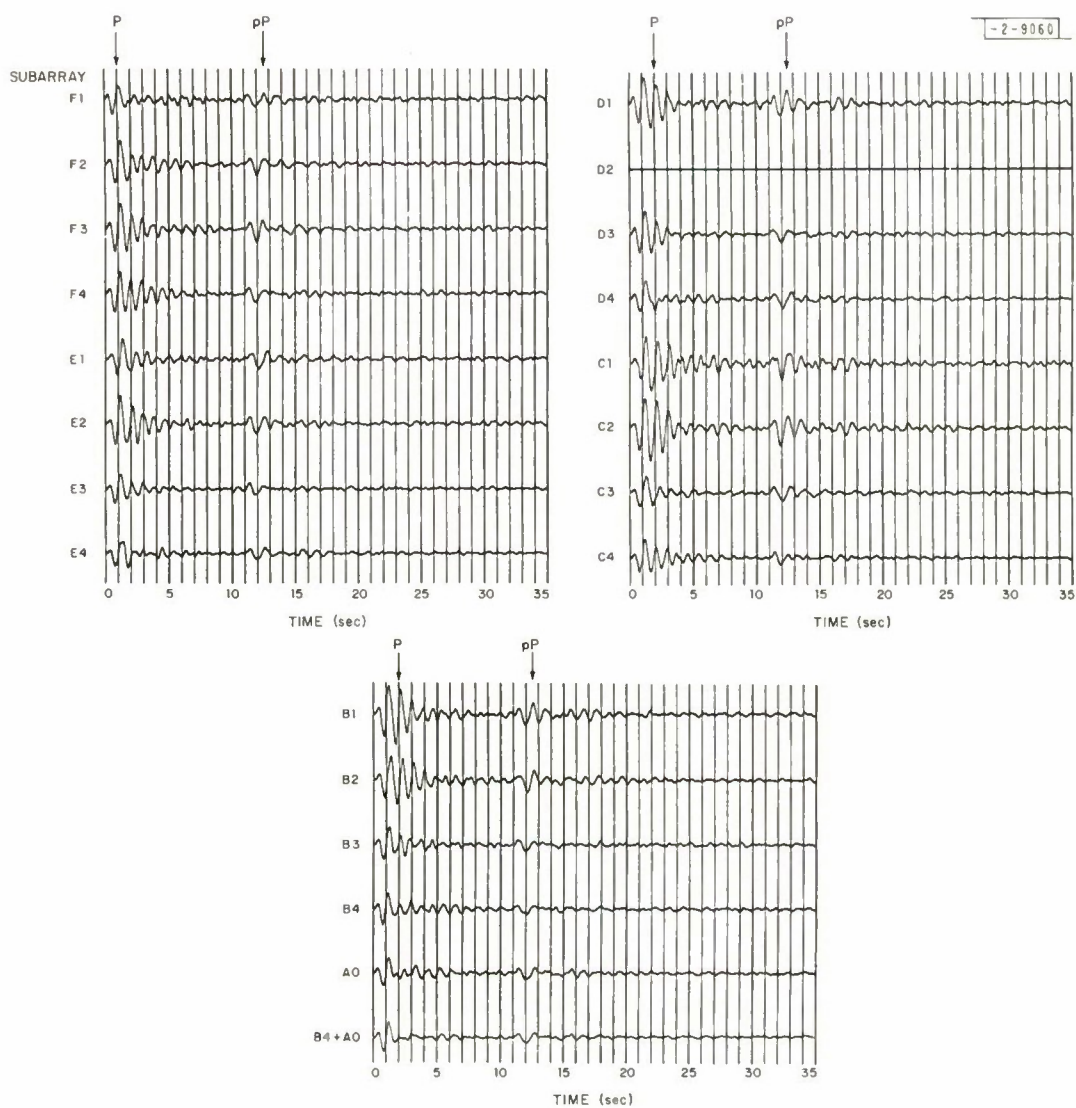 P pP
SUBARRAY
F1
F2
F3
F4
E1
E2
E3
E4
0 5 10 15 20 25 30 35
TIME (sec)
-2-9060
P pP
D1
D2
D3
D4
C1
C2
C3
C4
0 5 10 15 20 25 30 35
TIME (sec)
P pP
B1
B2
B3
B4
A0
B4+A0
0 5 10 15 20 25 30 35
TIME (sec)